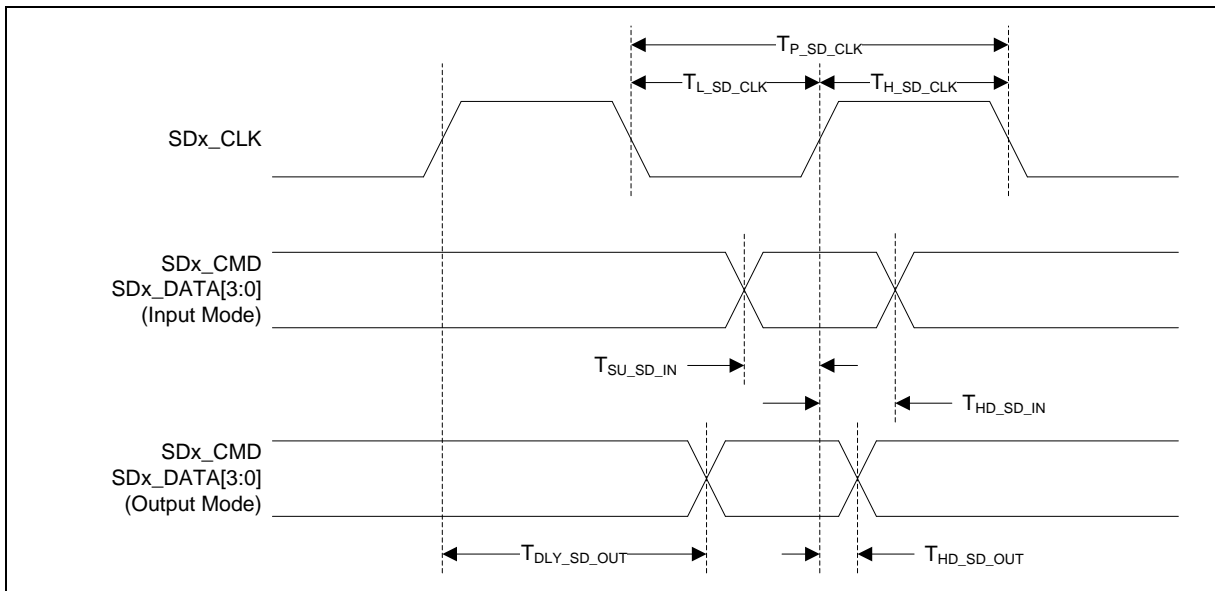 T_P_SD_CLK
T_L_SD_CLK
T_H_SD_CLK
SDx_CLK
SDx_CMD
SDx_DATA[3:0]
(Input Mode)
T_SU_SD_IN
T_HD_SD_IN
SDx_CMD
SDx_DATA[3:0]
(Output Mode)
T_DLY_SD_OUT
T_HD_SD_OUT